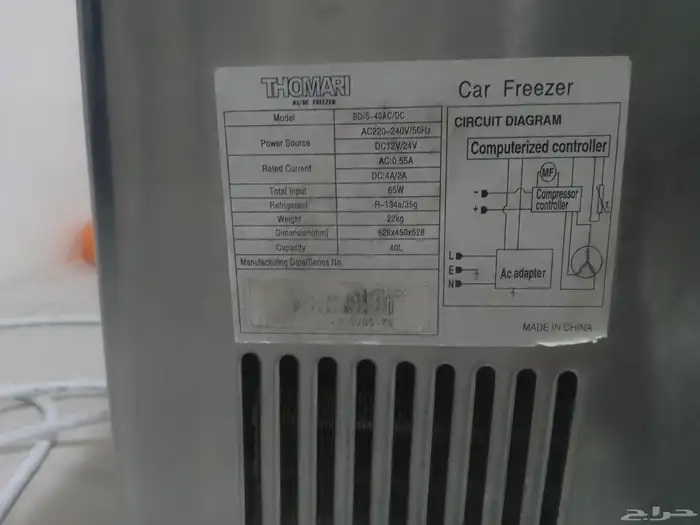 THOMARI
AC/DC FREEZER
Car Freezer
Model BD/S-40AC/DC
Power Source AC220-240V/50Hz
DC12V/24V
Rated Current AC:0.55A
DC:4A/2A
Total Input 65W
Refrigerent R-134a/35g
Weight 22kg
Dimension(mm) 628x450x528
Capacity 40L
Manufacturing Date/Series No.
CIRCUIT DIAGRAM
Computerized controller
MF
- Compressor
+ controller
L
E Ac adapter
N
MADE IN CHINA
حراج